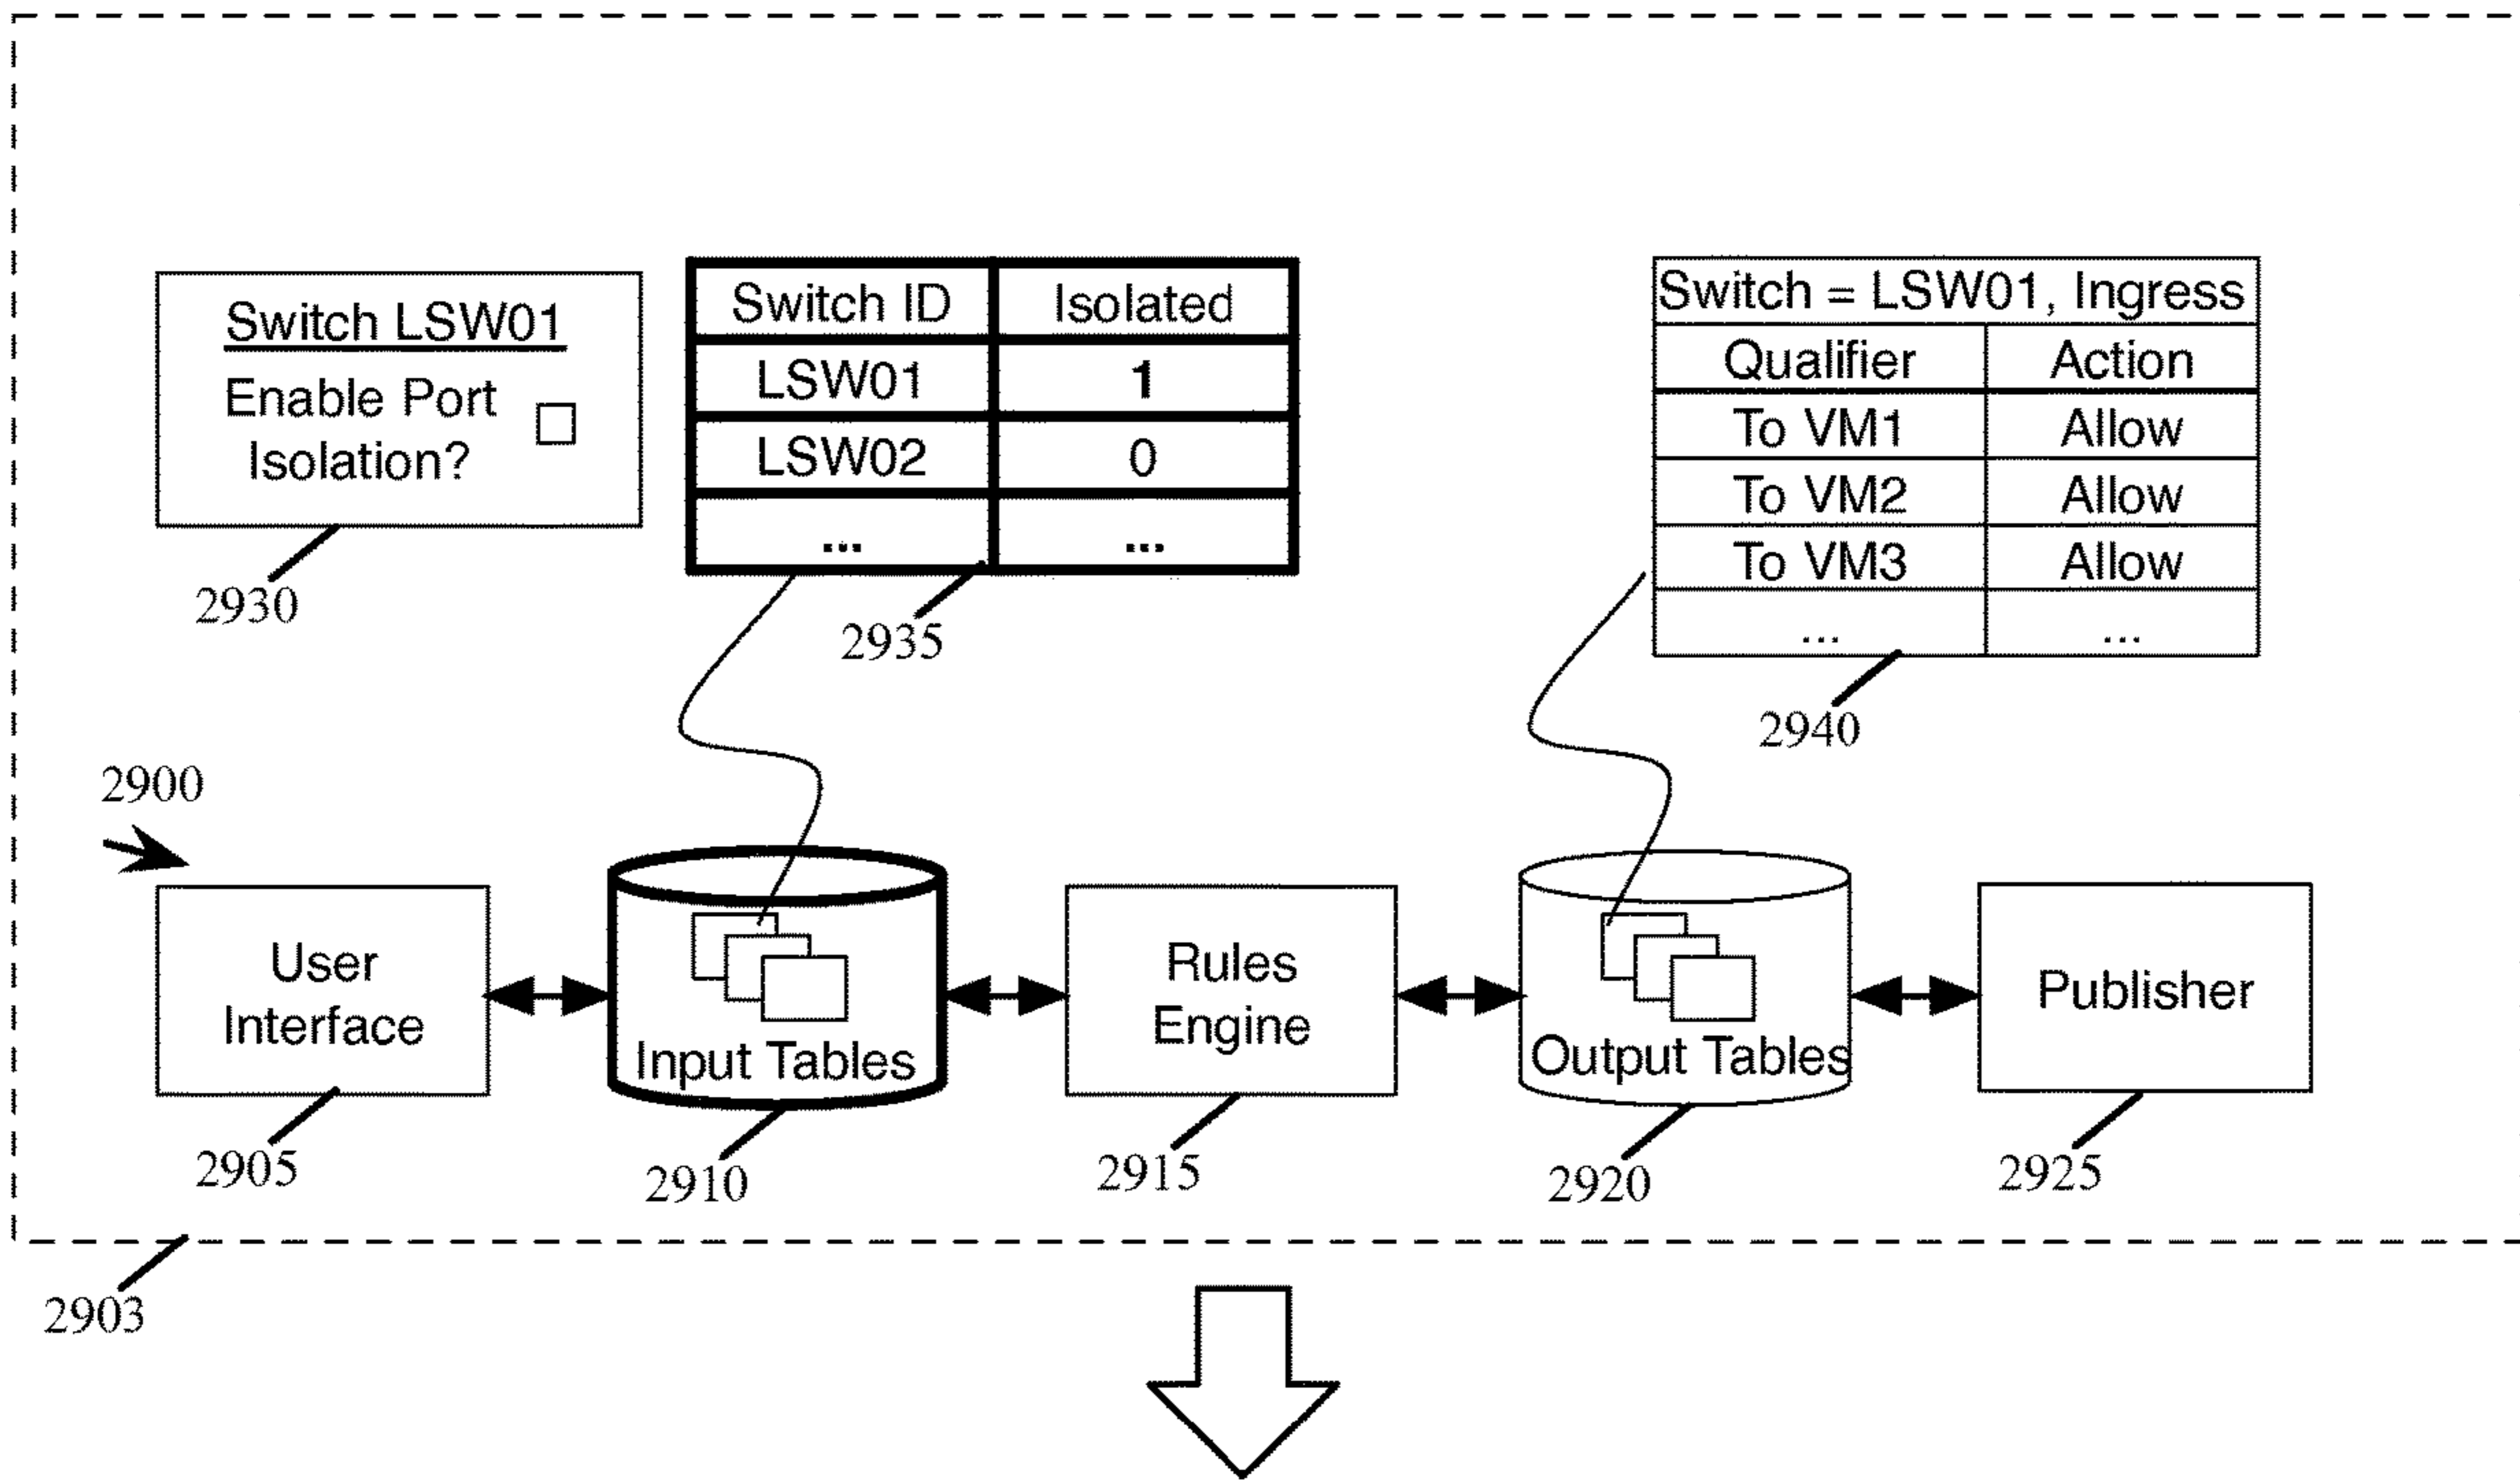 Switch LSW01
Enable Port
Isolation?
2930
Switch ID Isolated
LSW01 1
LSW02 0
... ...
2935
Switch = LSW01, Ingress
Qualifier Action
To VM1 Allow
To VM2 Allow
To VM3 Allow
... ...
2940
2900
User
Interface
2905
Input Tables
2910
Rules
Engine
2915
Output Tables
2920
Publisher
2925
2903